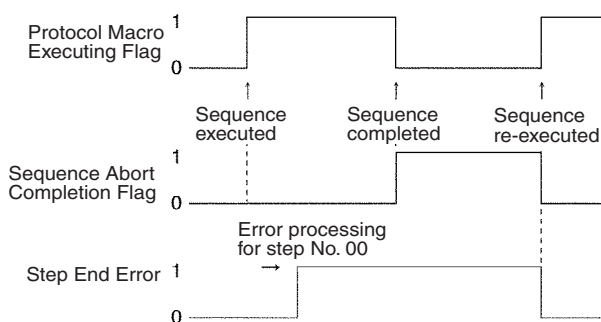 Protocol Macro
Executing Flag
1
0
Sequence
executed
Sequence
completed
Sequence
re-executed
Sequence Abort
Completion Flag
1
0
Error processing
for step No. 00
Step End Error
1
0